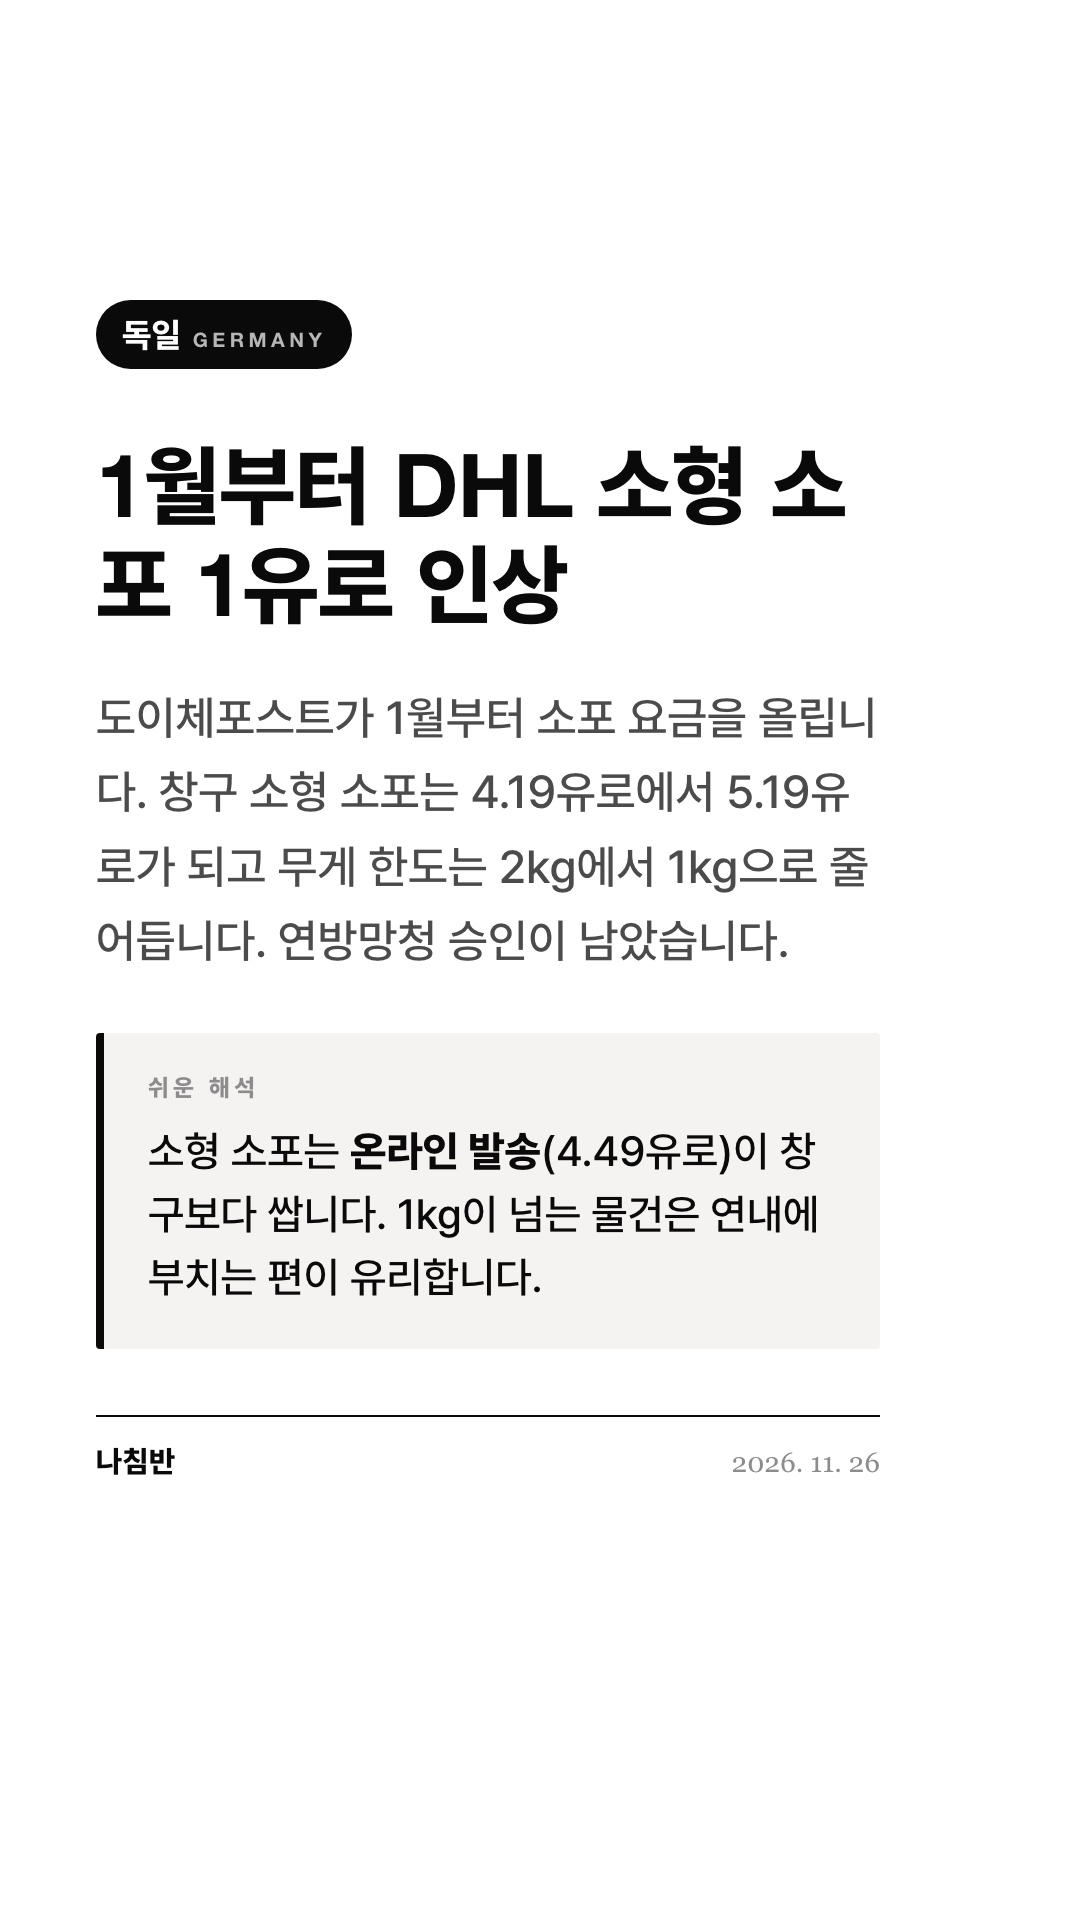 독일 GERMANY
1월부터 DHL 소형 소
포 1유로 인상
도이체포스트가 1월부터 소포 요금을 올립니
다. 창구 소형 소포는 4.19유로에서 5.19유
로가 되고 무게 한도는 2kg에서 1kg으로 줄
어듭니다. 연방망청 승인이 남았습니다.
쉬운 해석
소형 소포는 온라인 발송(4.49유로)이 창
구보다 쌉니다. 1kg이 넘는 물건은 연내에
부치는 편이 유리합니다.
나침반
2026. 11. 26